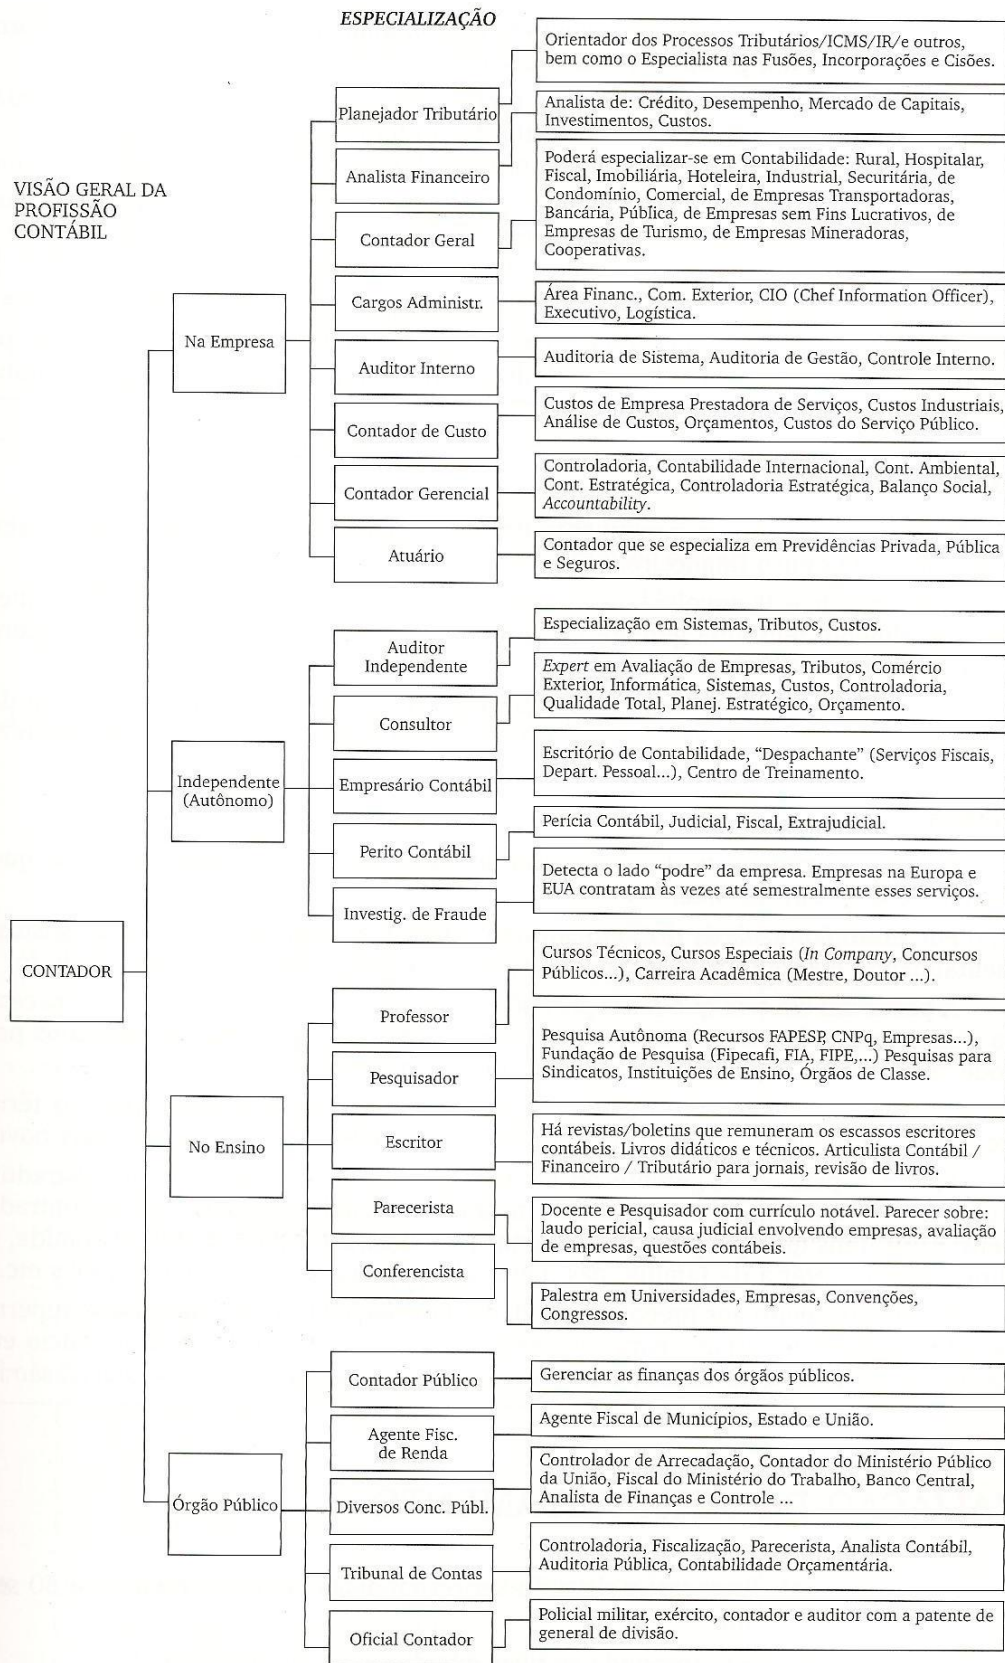 ESPECIALIZAÇÃO
VISÃO GERAL DA
PROFISSÃO
CONTÁBIL
CONTADOR
Na Empresa
Planejador Tributário
Orientador dos Processos Tributários/ICMS/IR/e outros,
bem como o Especialista nas Fusões, Incorporações e Cisões.
Analista Financeiro
Analista de: Crédito, Desempenho, Mercado de Capitais,
Investimentos, Custos.
Contador Geral
Poderá especializar-se em Contabilidade: Rural, Hospitalar,
Fiscal, Imobiliária, Hoteleira, Industrial, Securitária, de
Condomínio, Comercial, de Empresas Transportadoras,
Bancária, Pública, de Empresas sem Fins Lucrativos, de
Empresas de Turismo, de Empresas Mineradoras,
Cooperativas.
Cargos Administr.
Área Financ., Com. Exterior, CIO (Chef Information Officer),
Executivo, Logística.
Auditor Interno
Auditoria de Sistema, Auditoria de Gestão, Controle Interno.
Contador de Custo
Custos de Empresa Prestadora de Serviços, Custos Industriais,
Análise de Custos, Orçamentos, Custos do Serviço Público.
Contador Gerencial
Controladoria, Contabilidade Internacional, Cont. Ambiental,
Cont. Estratégica, Controladoria Estratégica, Balanço Social,
Accountability.
Atuário
Contador que se especializa em Previdências Privada, Pública
e Seguros.
Independente
(Autônomo)
Auditor
Independente
Especialização em Sistemas, Tributos, Custos.
Consultor
Expert em Avaliação de Empresas, Tributos, Comércio
Exterior, Informática, Sistemas, Custos, Controladoria,
Qualidade Total, Planej. Estratégico, Orçamento.
Empresário Contábil
Escritório de Contabilidade, “Despachante” (Serviços Fiscais,
Depart. Pessoal...), Centro de Treinamento.
Perito Contábil
Perícia Contábil, Judicial, Fiscal, Extrajudicial.
Investig. de Fraude
Detecta o lado “podre” da empresa. Empresas na Europa e
EUA contratam às vezes até semestralmente esses serviços.
No Ensino
Professor
Cursos Técnicos, Cursos Especiais (In Company, Concursos
Públicos...), Carreira Acadêmica (Mestre, Doutor ...).
Pesquisador
Pesquisa Autônoma (Recursos FAPESP, CNPq, Empresas...),
Fundação de Pesquisa (Fipecafi, FIA, FIPE,...) Pesquisas para
Sindicatos, Instituições de Ensino, Órgãos de Classe.
Escritor
Há revistas/boletins que remuneram os escassos escritores
contábeis. Livros didáticos e técnicos. Articulista Contábil /
Financeiro / Tributário para jornais, revisão de livros.
Parecerista
Docente e Pesquisador com currículo notável. Parecer sobre:
laudo pericial, causa judicial envolvendo empresas, avaliação
de empresas, questões contábeis.
Conferencista
Palestra em Universidades, Empresas, Convenções,
Congressos.
Órgão Público
Contador Público
Gerenciar as finanças dos órgãos públicos.
Agente Fisc.
de Renda
Agente Fiscal de Municípios, Estado e União.
Diversos Conc. Públ.
Controlador de Arrecadação, Contador do Ministério Público
da União, Fiscal do Ministério do Trabalho, Banco Central,
Analista de Finanças e Controle ...
Tribunal de Contas
Controladoria, Fiscalização, Parecerista, Analista Contábil,
Auditoria Pública, Contabilidade Orçamentária.
Oficial Contador
Policial militar, exército, contador e auditor com a patente de
general de divisão.